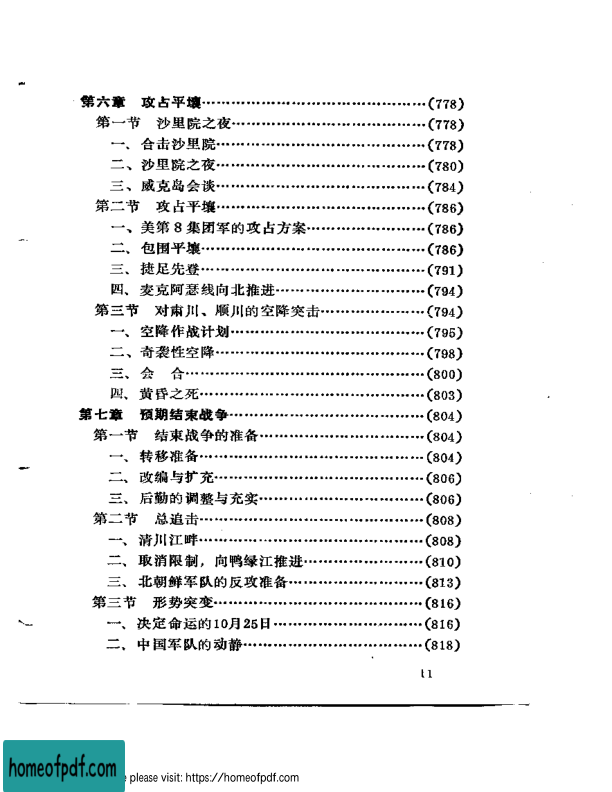 第六章 攻占平壤……………………………………(778)
第一节 沙里院之夜………………………………(778)
一、合击沙里院…………………………………(778)
二、沙里院之夜…………………………………(780)
三、威克岛会谈…………………………………(784)
第二节 攻占平壤…………………………………(786)
一、美第8集团军的攻占方案…………………(786)
二、包围平壤……………………………………(786)
三、捷足先登……………………………………(791)
四、麦克阿瑟线向北推进………………………(794)
第三节 对肃川、顺川的空降突击………………(794)
一、空降作战计划………………………………(795)
二、奇袭性空降…………………………………(798)
三、会 合………………………………………(800)
四、黄昏之死……………………………………(803)
第七章 预期结束战争………………………………(804)
第一节 结束战争的准备…………………………(804)
一、转移准备……………………………………(804)
二、改编与扩充…………………………………(806)
三、后勤的调整与充实…………………………(806)
第二节 总追击……………………………………(808)
一、清川江畔……………………………………(808)
二、取消限制，向鸭绿江推进…………………(810)
三、北朝鲜军队的反攻准备……………………(813)
第三节 形势突变…………………………………(816)
一、决定命运的10月25日………………………(816)
二、中国军队的动静……………………………(818)
11
homeofpdf.com
please visit: https://homeofpdf.com